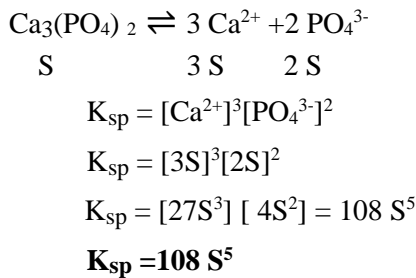 Ca₃(PO₄) ₂ ⇌ 3 Ca²⁺ +2 PO₄³⁻
S 3 S 2 S
Kₛₚ = [Ca²⁺]³[PO₄³⁻]²
Kₛₚ = [3S]³[2S]²
Kₛₚ = [27S³] [ 4S²] = 108 S⁵
Kₛₚ =108 S⁵